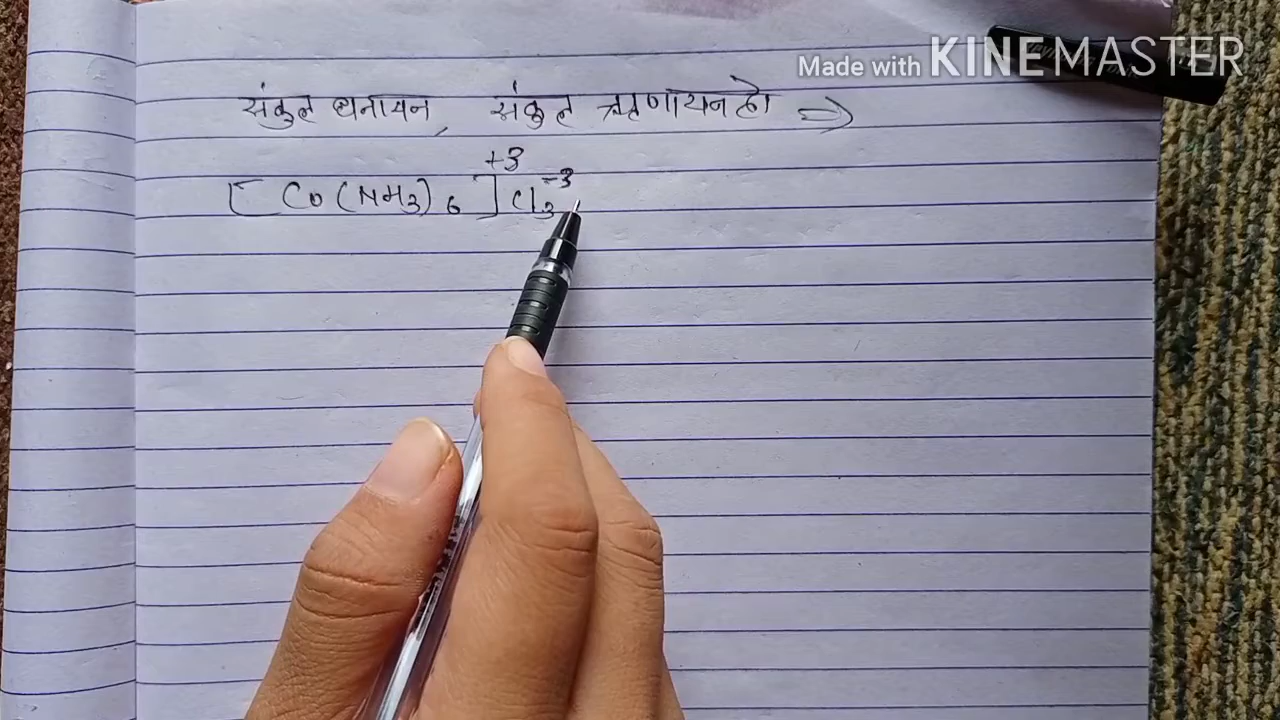 Made with KINEMASTER
संकुल धनायन, संकुल ऋणायन हो ⇒
[Co(NH3)6]+3 Cl3-3